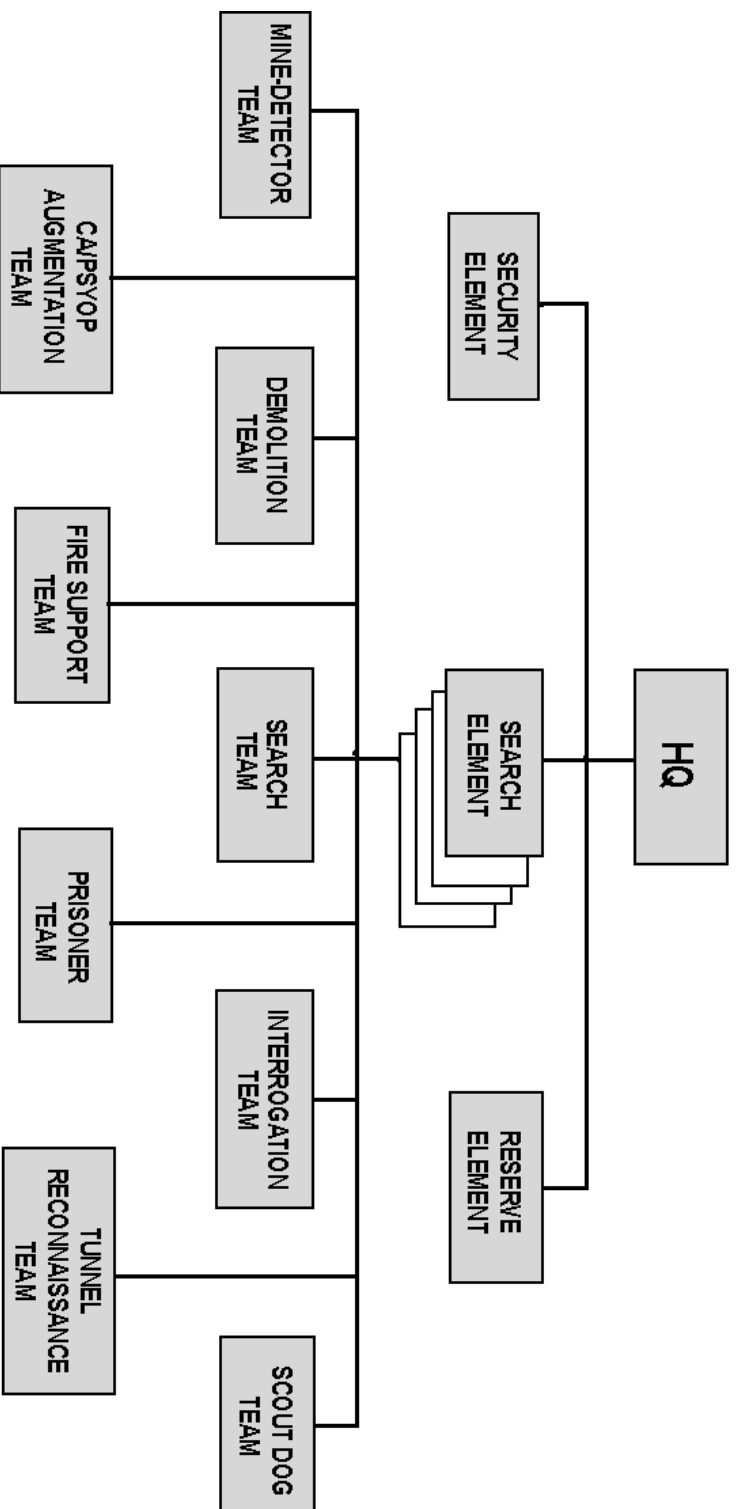 HQ
SECURITY
ELEMENT
SEARCH
ELEMENT
RESERVE
ELEMENT
MINE-DETECTOR
TEAM
DEMOLITION
TEAM
SEARCH
TEAM
INTERROGATION
TEAM
SCOUT DOG
TEAM
CA/PSYOP
AUGMENTATION
TEAM
FIRE SUPPORT
TEAM
PRISONER
TEAM
TUNNEL
RECONNAISSANCE
TEAM